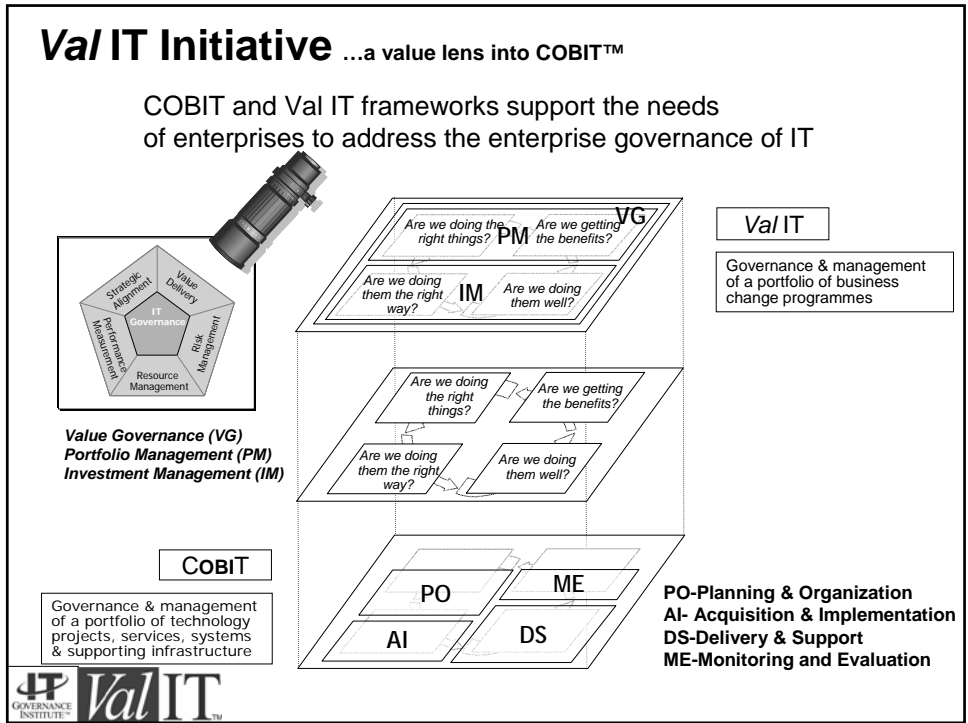 Val IT Initiative ...a value lens into COBIT™
COBIT and Val IT frameworks support the needs
of enterprises to address the enterprise governance of IT
Strategic
Alignment
Value
Delivery
IT
Governance
Performance
Measurement
Risk
Management
Resource
Management
Value Governance (VG)
Portfolio Management (PM)
Investment Management (IM)
VG
Are we doing the
right things?
PM
Are we getting
the benefits?
Are we doing
them the right
way?
IM
Are we doing
them well?
Val IT
Governance & management
of a portfolio of business
change programmes
Are we doing
the right
things?
Are we getting
the benefits?
Are we doing
them the right
way?
Are we doing
them well?
COBIT
Governance & management
of a portfolio of technology
projects, services, systems
& supporting infrastructure
PO
ME
AI
DS
PO-Planning & Organization
AI- Acquisition & Implementation
DS-Delivery & Support
ME-Monitoring and Evaluation
IT
GOVERNANCE
INSTITUTE™
Val IT™